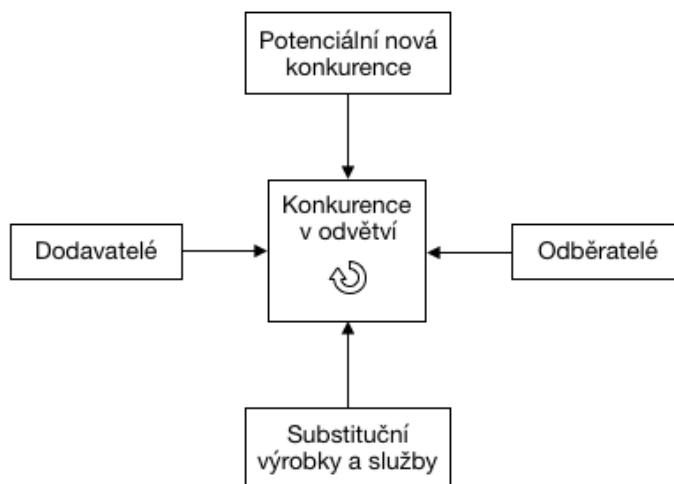 Potenciální nová
konkurence
Konkurence
v odvětví
Dodavatelé
Odběratelé
Substituční
výrobky a služby